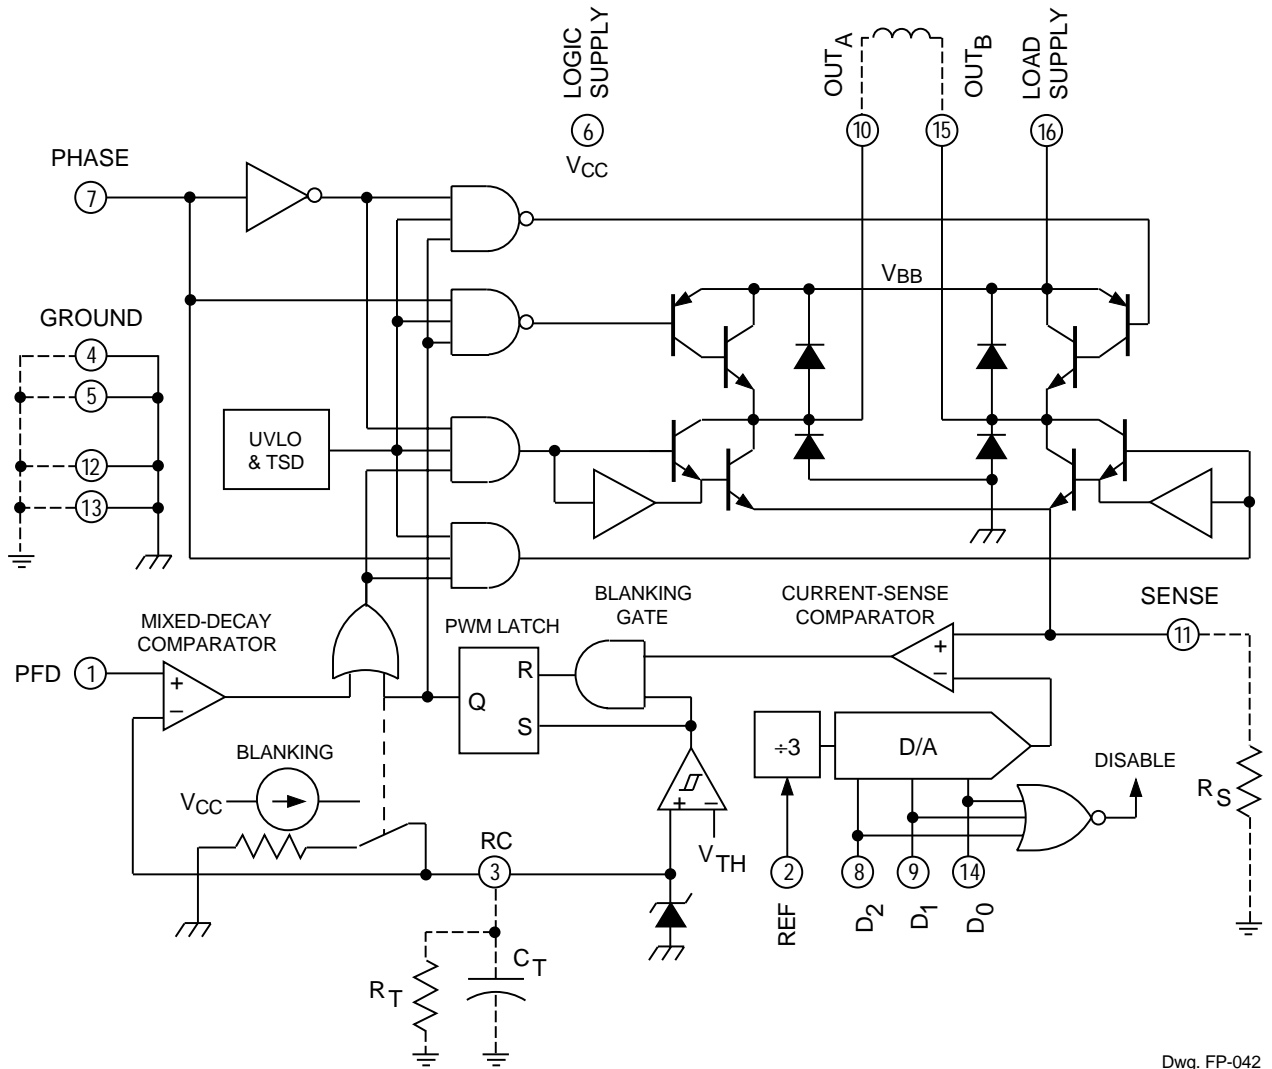 LOGIC
SUPPLY
6
VCC
OUTA
10
OUTB
15
LOAD
SUPPLY
16
PHASE
7
VBB
GROUND
4
5
12
13
UVLO
& TSD
MIXED-DECAY
COMPARATOR
PFD
1
+
–
PWM LATCH
R
Q
S
BLANKING
GATE
CURRENT-SENSE
COMPARATOR
+
–
SENSE
11
÷3
D/A
DISABLE
RS
BLANKING
VCC
+
–
VTH
RC
3
2
REF
8
D2
9
D1
14
D0
RT
CT
Dwg. FP-042